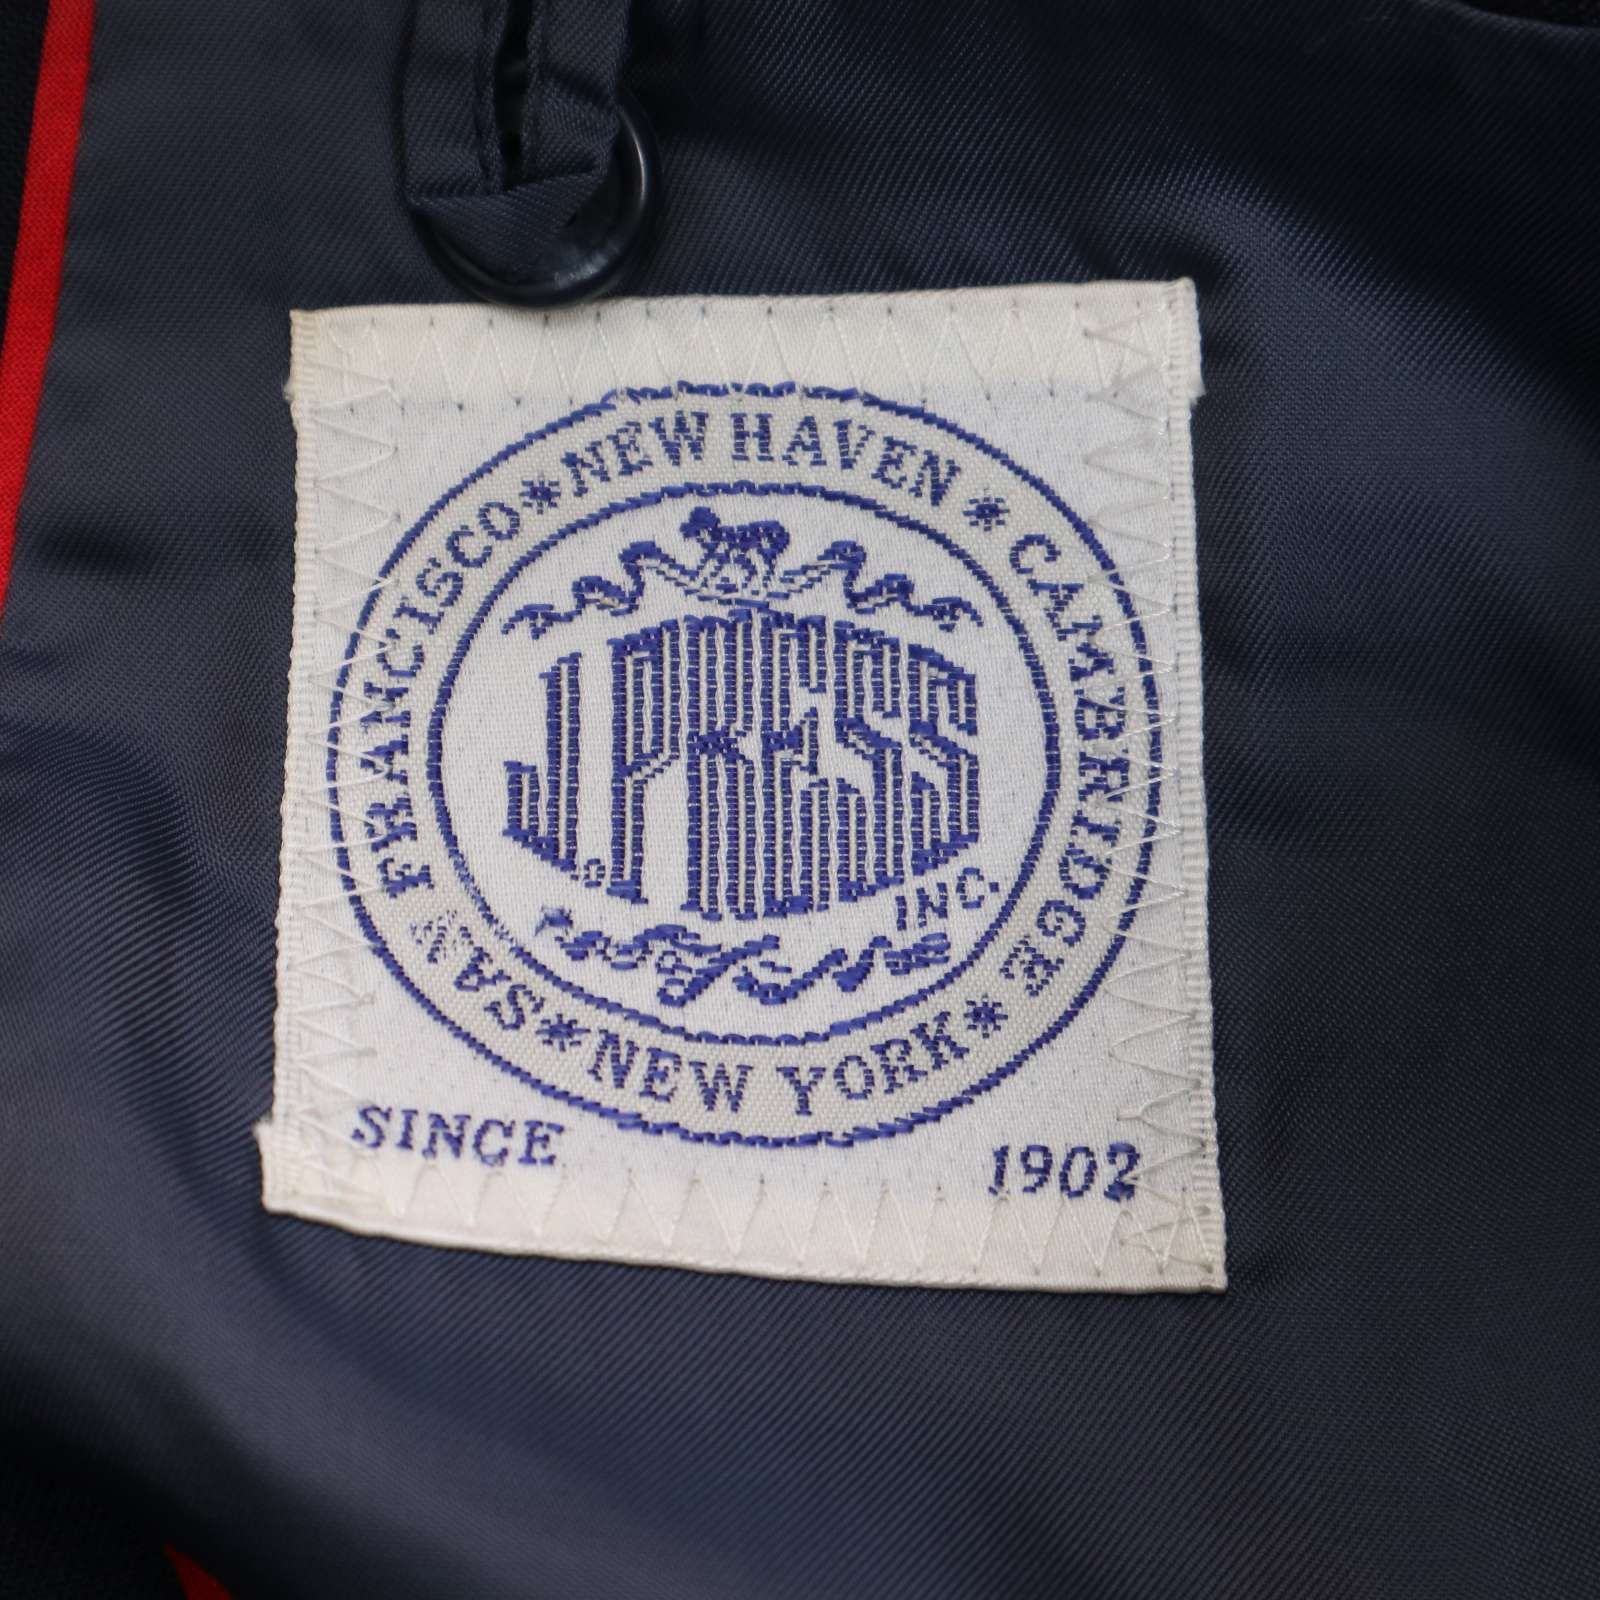 NEW HAVEN * CAMBRIDGE * NEW YORK * SAN FRANCISCO *
J. PRESS
INC.
SINCE 1902